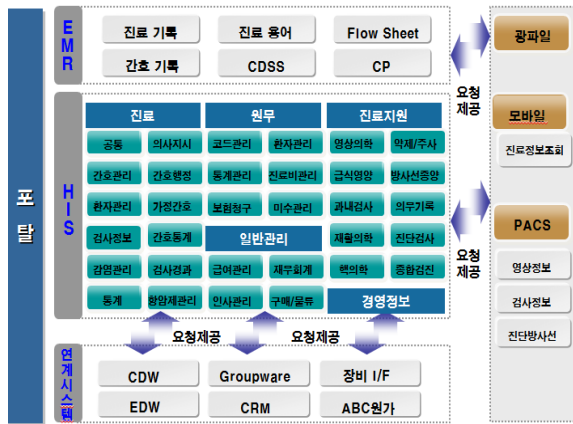 포탈
EMR
진료 기록
진료 용어
Flow Sheet
간호 기록
CDSS
CP
HIS
진료
원무
진료지원
공통
의사지시
코드관리
환자관리
영상의학
약제/주사
간호관리
간호행정
통계관리
진료비관리
급식영양
방사선종양
환자관리
가정간호
보험청구
미수관리
과내검사
의무기록
검사정보
간호통계
일반관리
재활의학
진단검사
감염관리
검사경과
급여관리
재무회계
핵의학
종합검진
통계
항암제관리
인사관리
구매/물류
경영정보
요청제공
요청제공
연계시스템
CDW
Groupware
장비 I/F
EDW
CRM
ABC원가
요청
제공
요청
제공
광파일
모바일
진료정보조회
PACS
영상정보
검사정보
진단방사선